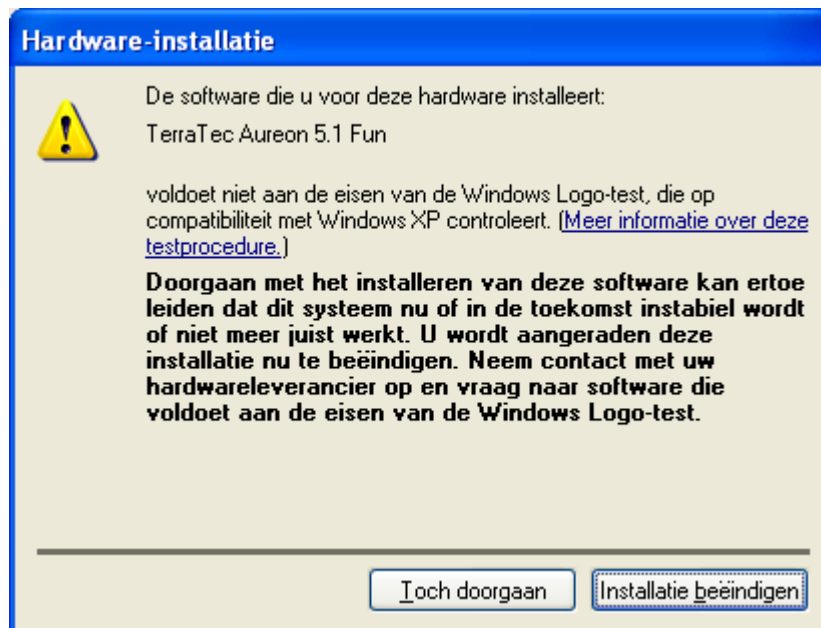 Hardware-installatie
De software die u voor deze hardware installeert:
TerraTec Aureon 5.1 Fun
voldoet niet aan de eisen van de Windows Logo-test, die op
compatibiliteit met Windows XP controleert. (Meer informatie over deze
testprocedure.)
Doorgaan met het installeren van deze software kan ertoe
leiden dat dit systeem nu of in de toekomst instabiel wordt
of niet meer juist werkt. U wordt aangeraden deze
installatie nu te beëindigen. Neem contact met uw
hardwareleverancier op en vraag naar software die
voldoet aan de eisen van de Windows Logo-test.
Toch doorgaan
Installatie beëindigen